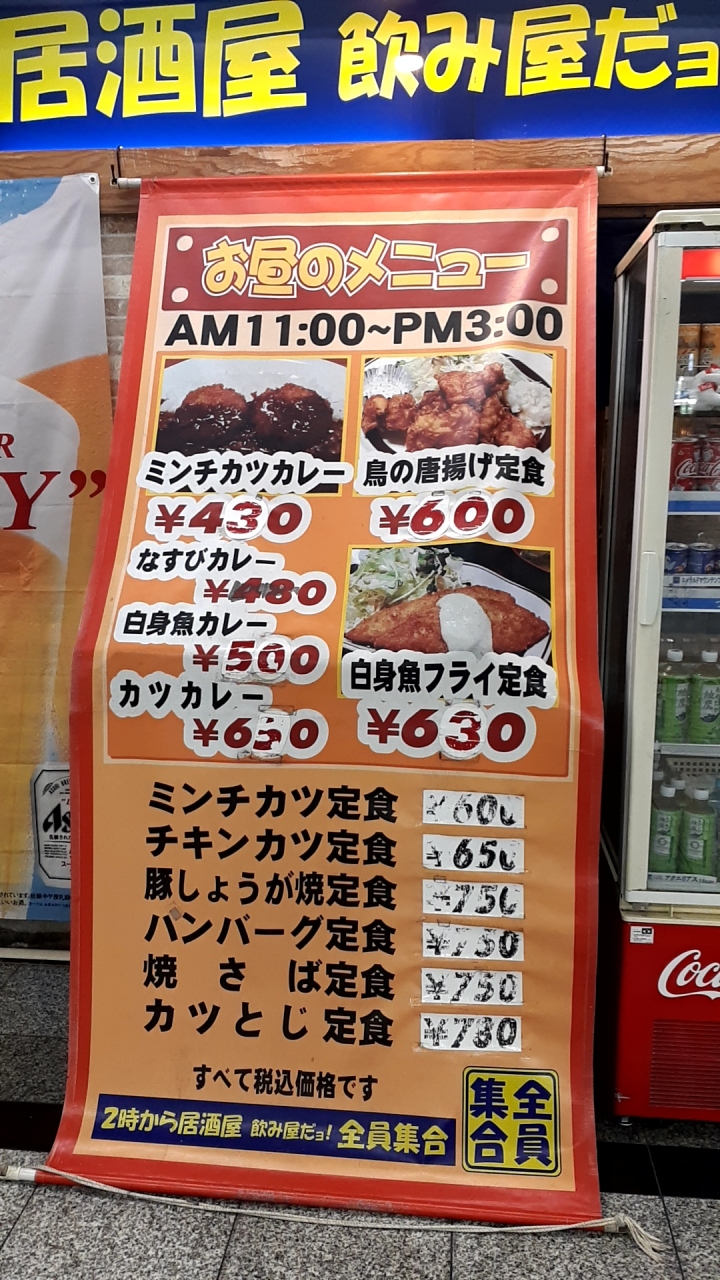 居酒屋 飲み屋だョ
お昼のメニュー
AM11:00~PM3:00
ミンチカツカレー
¥430
鳥の唐揚げ定食
¥600
なすびカレー
¥480
白身魚カレー
¥500
カツカレー
白身魚フライ定食
¥630
ミンチカツ定食 ¥600
チキンカツ定食 ¥650
豚しょうが焼定食 ¥750
ハンバーグ定食
焼さば定食 ¥750
カツとじ定食
すべて税込価格です
2時から居酒屋 飲み屋だョ! 全員集合
全員
集合
R
Y”
Coca